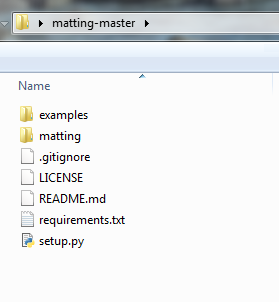 matting-master
Name
examples
matting
.gitignore
LICENSE
README.md
requirements.txt
setup.py